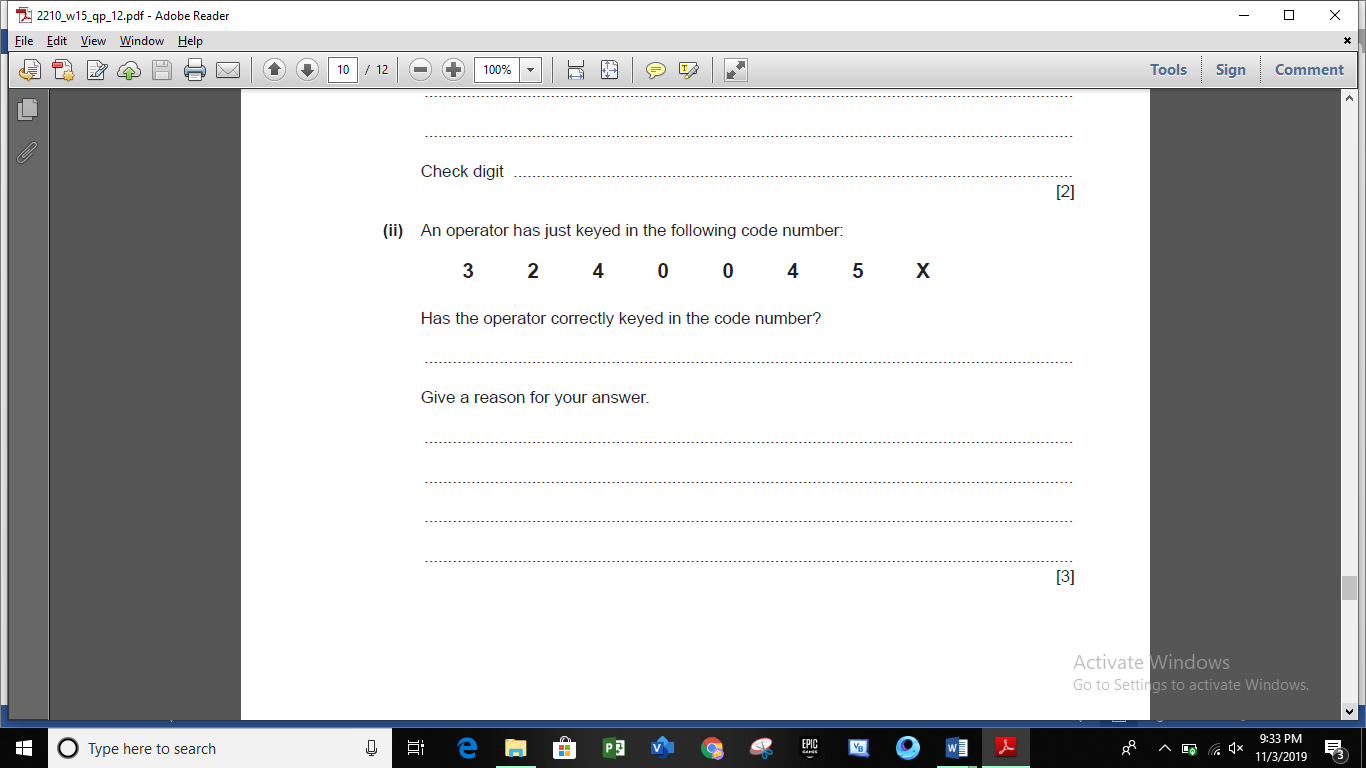 2210_w15_qp_12.pdf - Adobe Reader
File Edit View Window Help
10 / 12 100% Tools Sign Comment
Check digit ..........
[2]
(ii) An operator has just keyed in the following code number:
3 2 4 0 0 4 5 X
Has the operator correctly keyed in the code number?
Give a reason for your answer.
[3]
Activate Windows
Go to Settings to activate Windows.
Type here to search
9:33 PM
11/3/2019
3